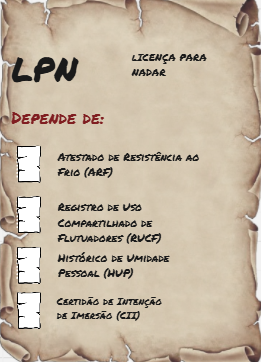 LPN
Licença para
nadar
Depende de:
Atestado de Resistência ao
Frio (ARF)
Registro de Uso
Compartilhado de
Flutuadores (RUCF)
Histórico de Umidade
Pessoal (HUP)
Certidão de Intenção
de Imersão (CII)